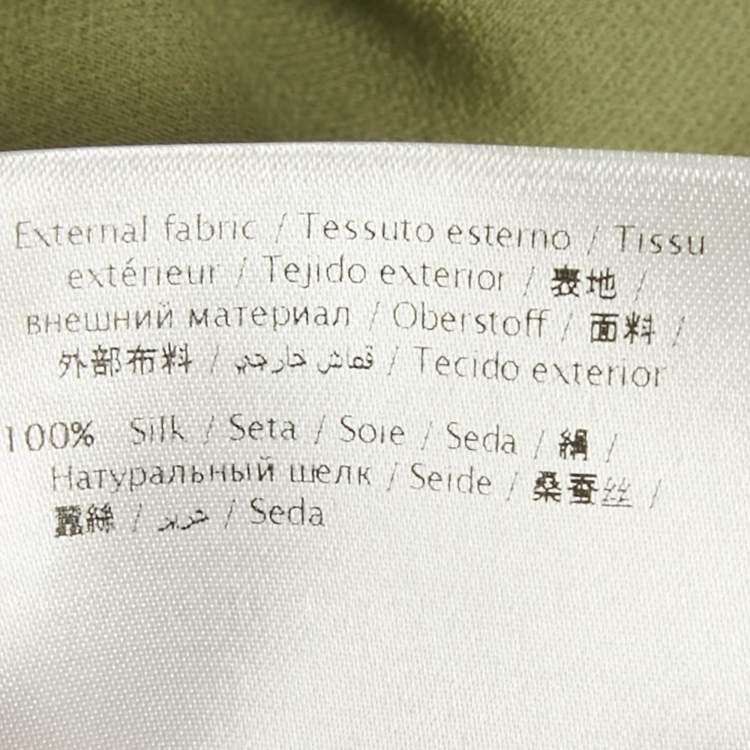 External fabric / Tessuto esterno / Tissu
extérieur / Tejido exterior / 表地 /
внешний материал / Oberstoff / 面料 /
外部布料 / قماش خارجي / Tecido exterior
100% Silk / Seta / Soie / Seda / 絹 /
Натуральный шелк / Seide / 桑蚕丝 /
蠶絲 / حرير / Seda